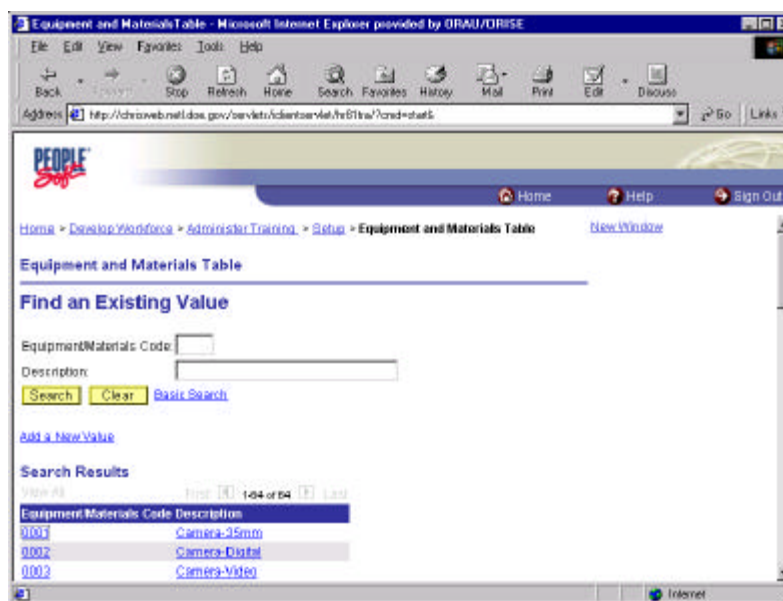 Equipment and Materials Table - Microsoft Internet Explorer provided by ORAU/ORISE
File Edit View Favorites Tools Help
Back Forward Stop Refresh Home Search Favorites History Mail Print Edit Discuss
Address http://chrisweb.netl.doe.gov/servlets/iclientservlet/hr81tra/?cmd=start& Go Links
PEOPLE Soft
Home Help Sign Out
Home > Develop Workforce > Administer Training > Setup > Equipment and Materials Table New Window
Equipment and Materials Table
Find an Existing Value
Equipment/Materials Code:
Description:
Search Clear Basic Search
Add a New Value
Search Results
View All First 1-64 of 64 Last
Equipment/Materials Code Description
0001 Camera-35mm
0002 Camera-Digital
0003 Camera-Video
Internet